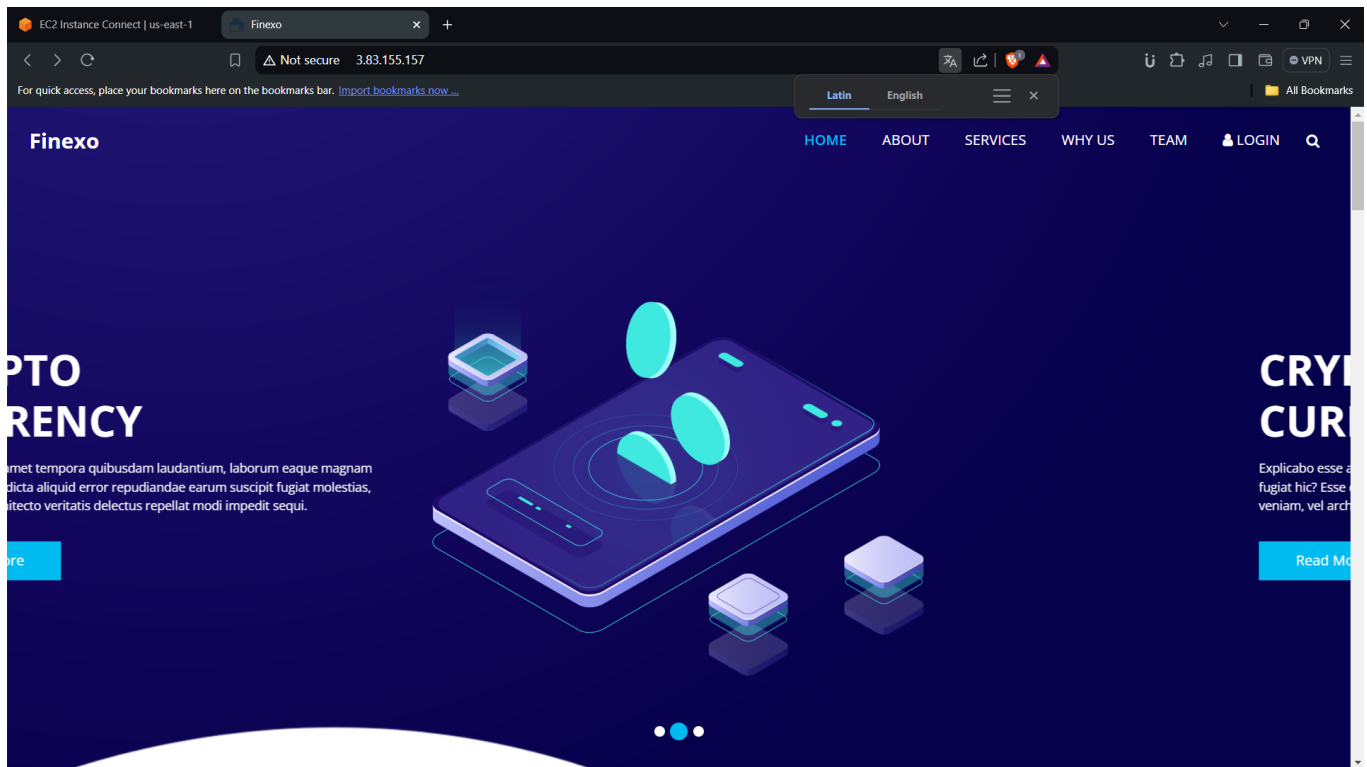 EC2 Instance Connect | us-east-1
Finexo
Not secure 3.83.155.157
VPN
For quick access, place your bookmarks here on the bookmarks bar. Import bookmarks now ...
All Bookmarks
Latin English
Finexo
HOME ABOUT SERVICES WHY US TEAM LOGIN
PTO
RENCY
amet tempora quibusdam laudantium, laborum eaque magnam
dicta aliquid error repudiandae earum suscipit fugiat molestias,
hitecto veritatis delectus repellat modi impedit sequi.
ore
CRY
CUR
Explicabo esse a
fugiat hic? Esse
veniam, vel arch
Read Mo